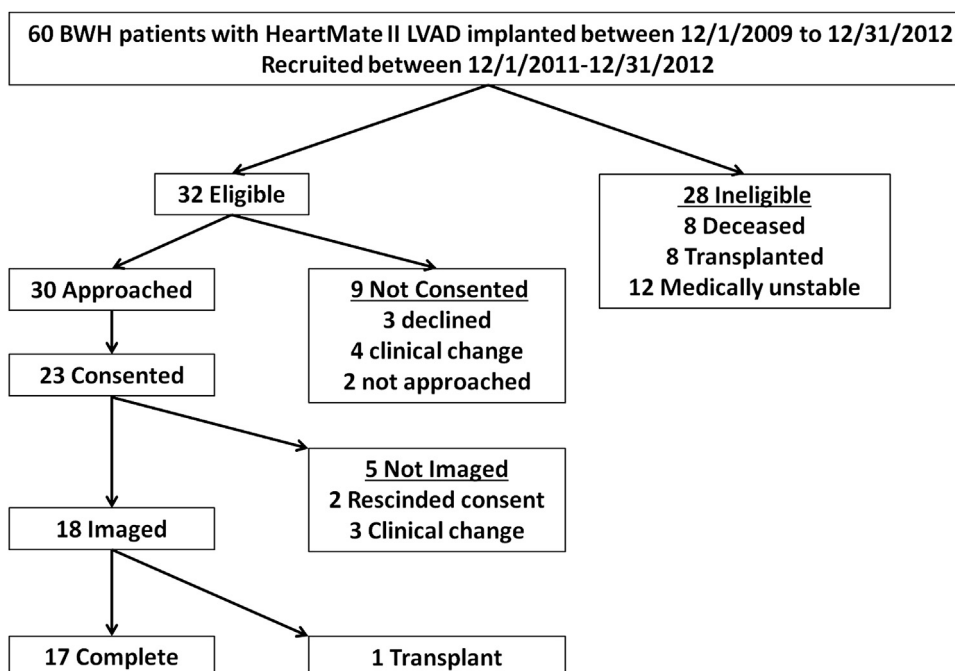 60 BWH patients with HeartMate II LVAD implanted between 12/1/2009 to 12/31/2012
Recruited between 12/1/2011-12/31/2012
32 Eligible
28 Ineligible
8 Deceased
8 Transplanted
12 Medically unstable
30 Approached
9 Not Consented
3 declined
4 clinical change
2 not approached
23 Consented
5 Not Imaged
2 Rescinded consent
3 Clinical change
18 Imaged
17 Complete
1 Transplant